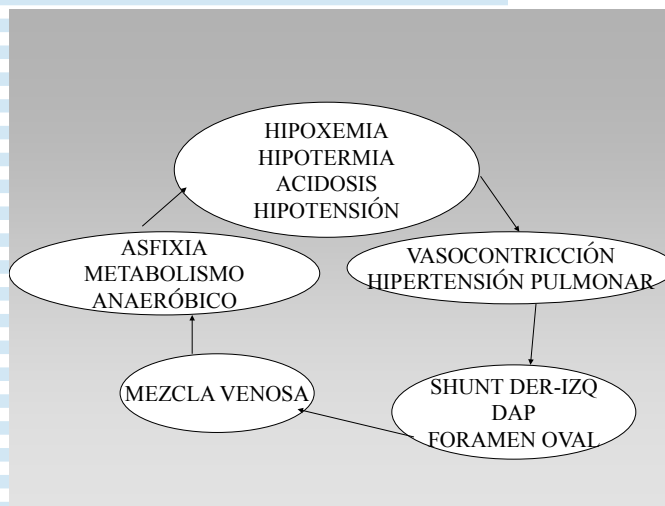 HIPOXEMIA
HIPOTERMIA
ACIDOSIS
HIPOTENSIÓN
VASOCONTRICCIÓN
HIPERTENSIÓN PULMONAR
SHUNT DER-IZQ
DAP
FORAMEN OVAL
MEZCLA VENOSA
ASFIXIA
METABOLISMO
ANAERÓBICO